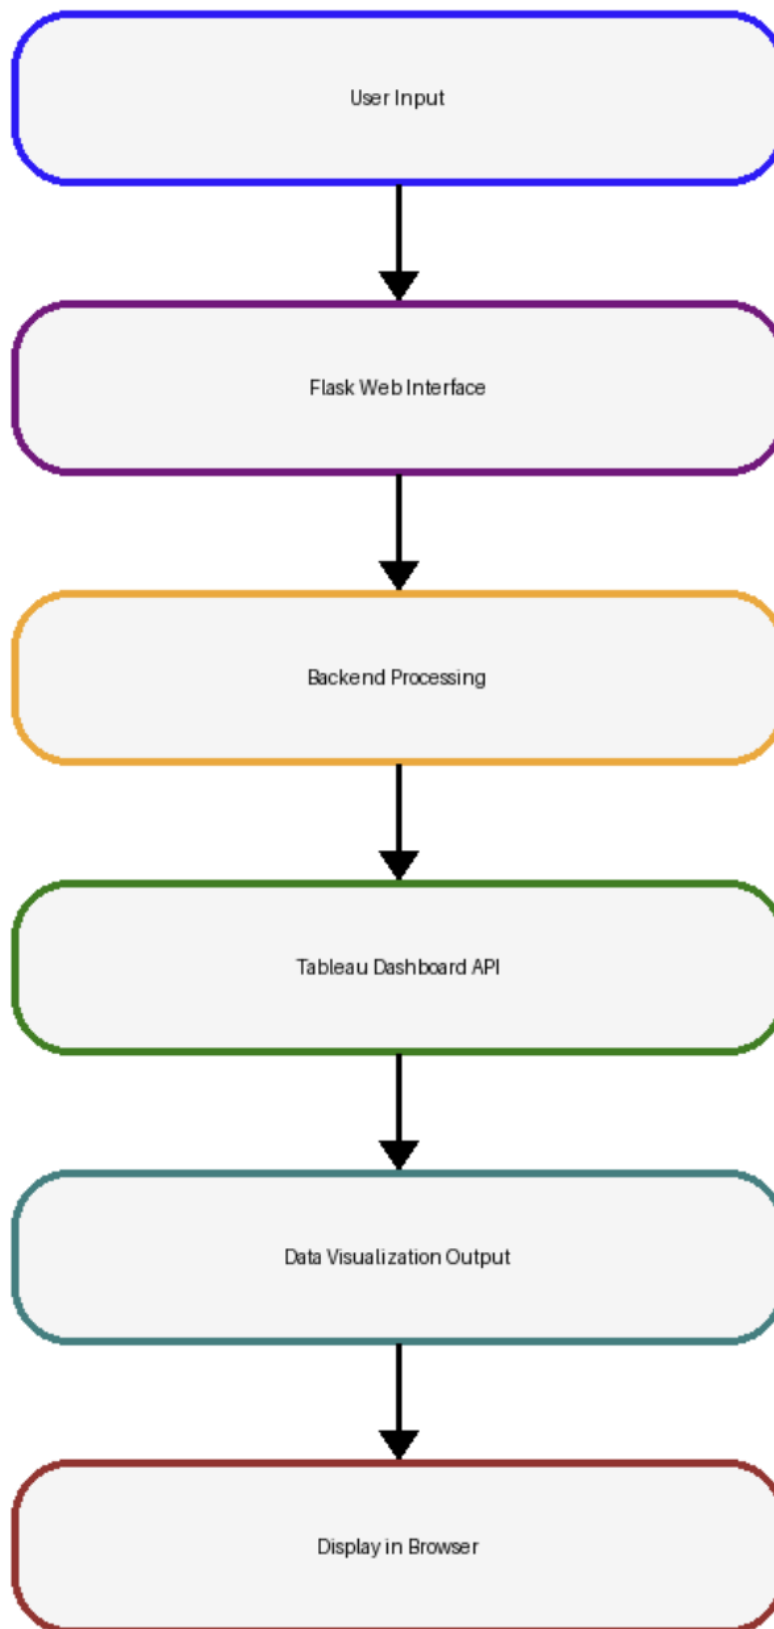 User Input
Flask Web Interface
Backend Processing
Tableau Dashboard API
Data Visualization Output
Display in Browser